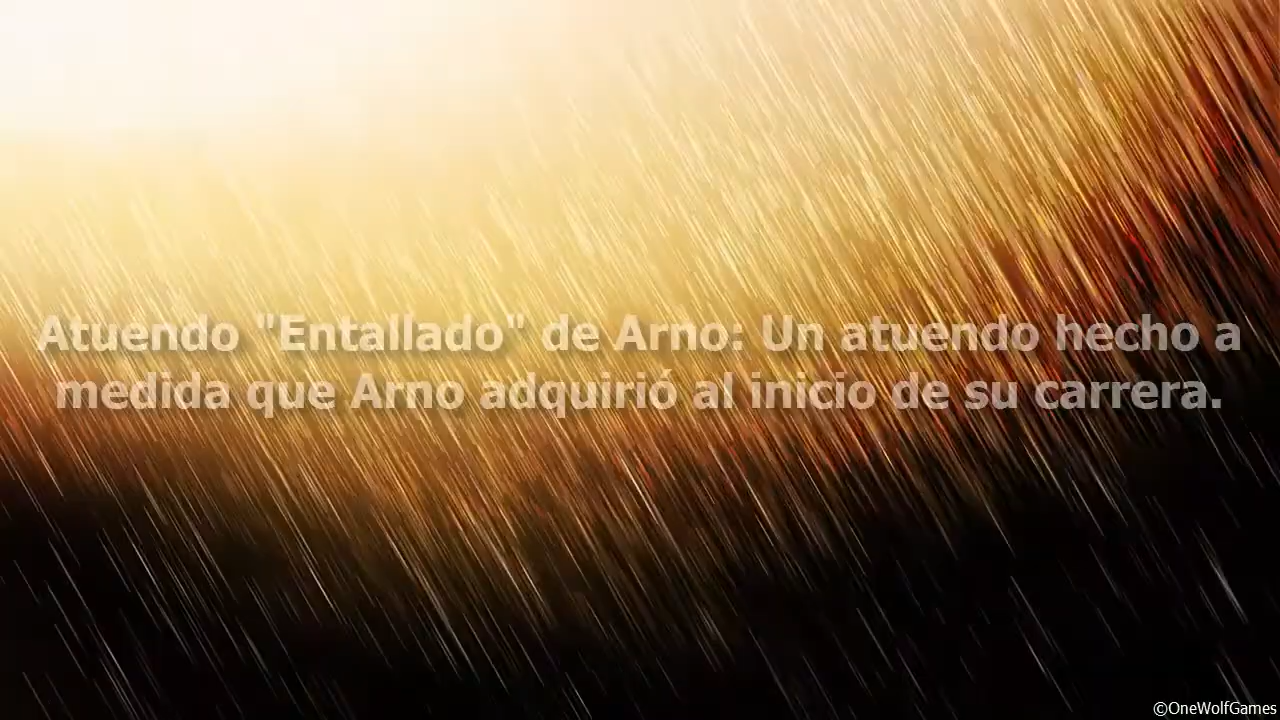 Atuendo "Entallado" de Arno: Un atuendo hecho a
medida que Arno adquirió al inicio de su carrera.
©OneWolfGames